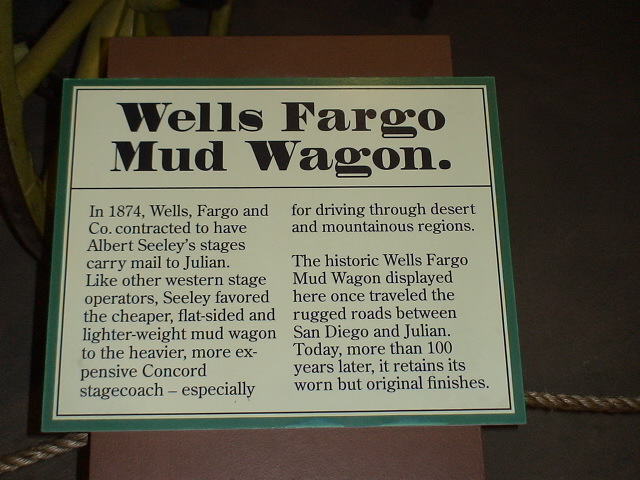 Wells Fargo
Mud Wagon.
In 1874, Wells, Fargo and
Co. contracted to have
Albert Seeley's stages
carry mail to Julian.
Like other western stage
operators, Seeley favored
the cheaper, flat-sided and
lighter-weight mud wagon
to the heavier, more ex-
pensive Concord
stagecoach – especially
for driving through desert
and mountainous regions.
The historic Wells Fargo
Mud Wagon displayed
here once traveled the
rugged roads between
San Diego and Julian.
Today, more than 100
years later, it retains its
worn but original finishes.